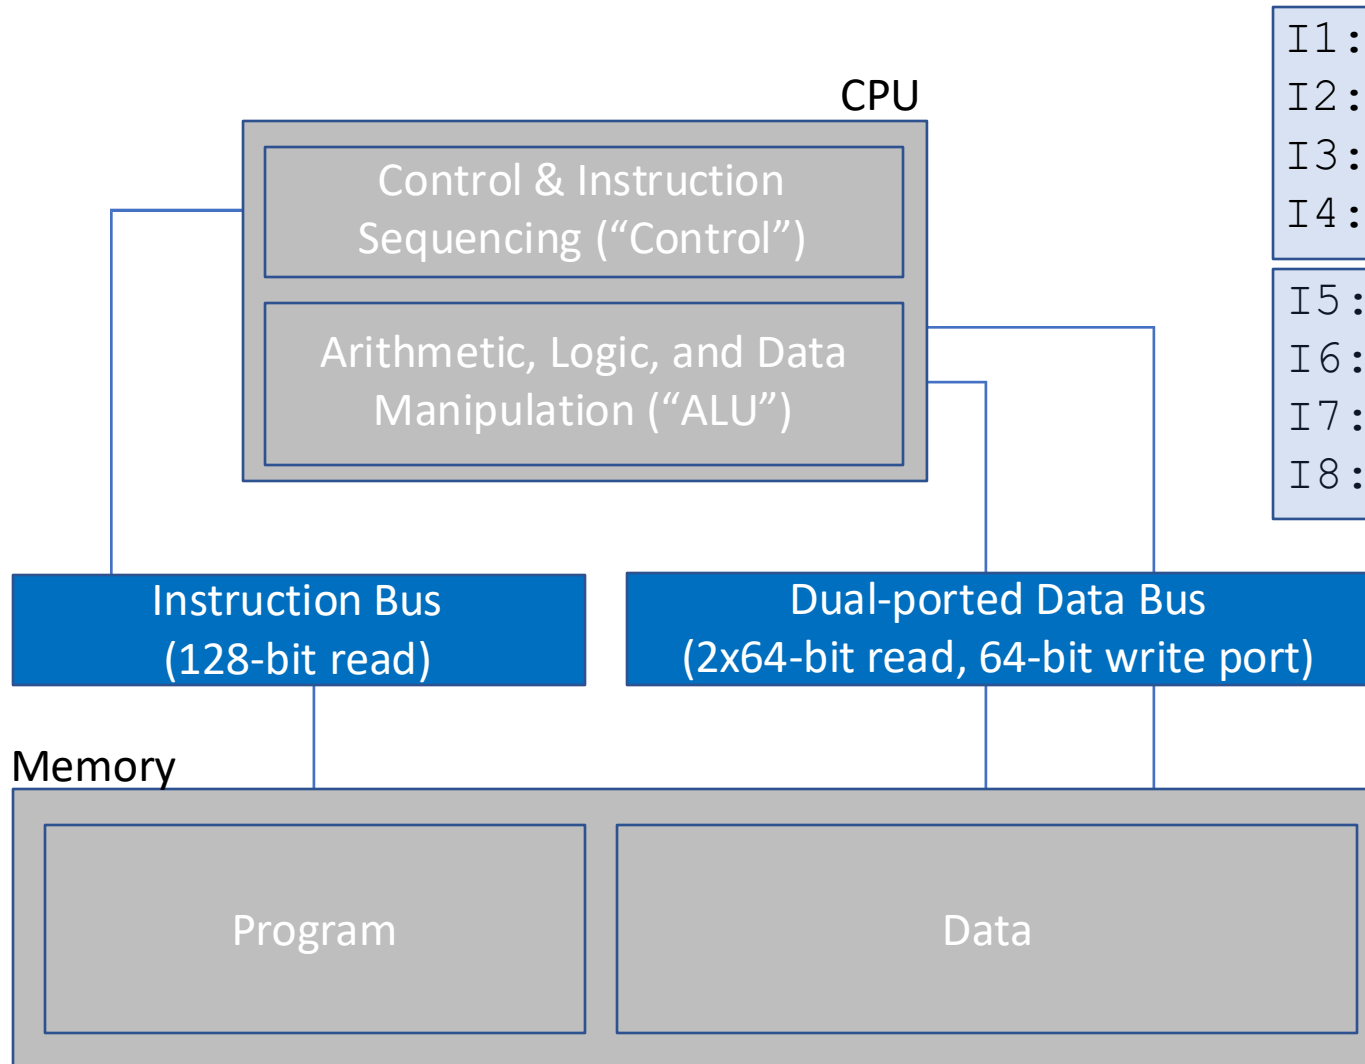 I1:
I2:
I3:
I4:
I5:
I6:
I7:
I8:
CPU
Control & Instruction
Sequencing (“Control”)
Arithmetic, Logic, and Data
Manipulation (“ALU”)
Instruction Bus
(128-bit read)
Dual-ported Data Bus
(2x64-bit read, 64-bit write port)
Memory
Program
Data